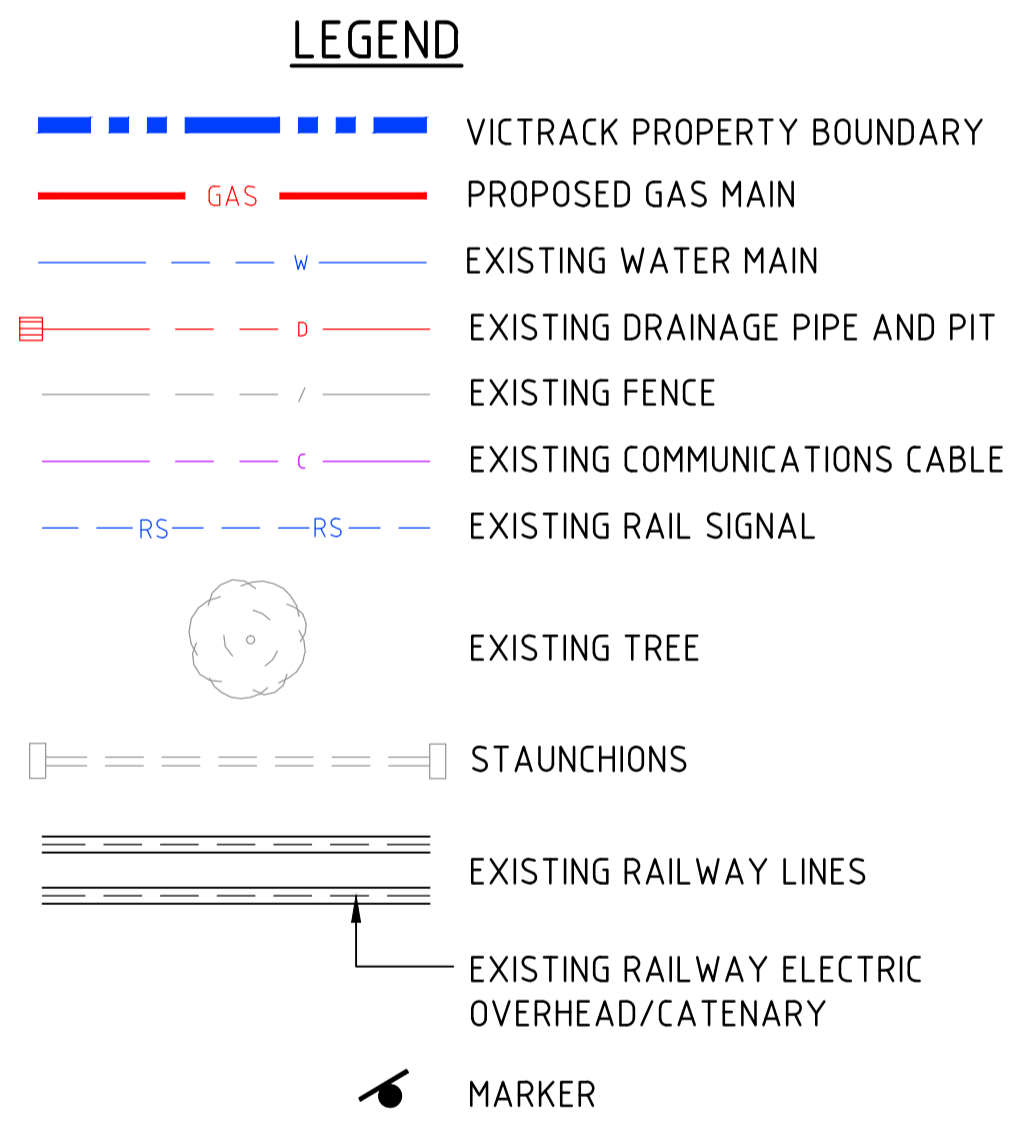 LEGEND
VICTRACK PROPERTY BOUNDARY
GAS PROPOSED GAS MAIN
W EXISTING WATER MAIN
D EXISTING DRAINAGE PIPE AND PIT
/ EXISTING FENCE
C EXISTING COMMUNICATIONS CABLE
RS RS EXISTING RAIL SIGNAL
EXISTING TREE
STAUNCHIONS
EXISTING RAILWAY LINES
EXISTING RAILWAY ELECTRIC
OVERHEAD/CATENARY
MARKER